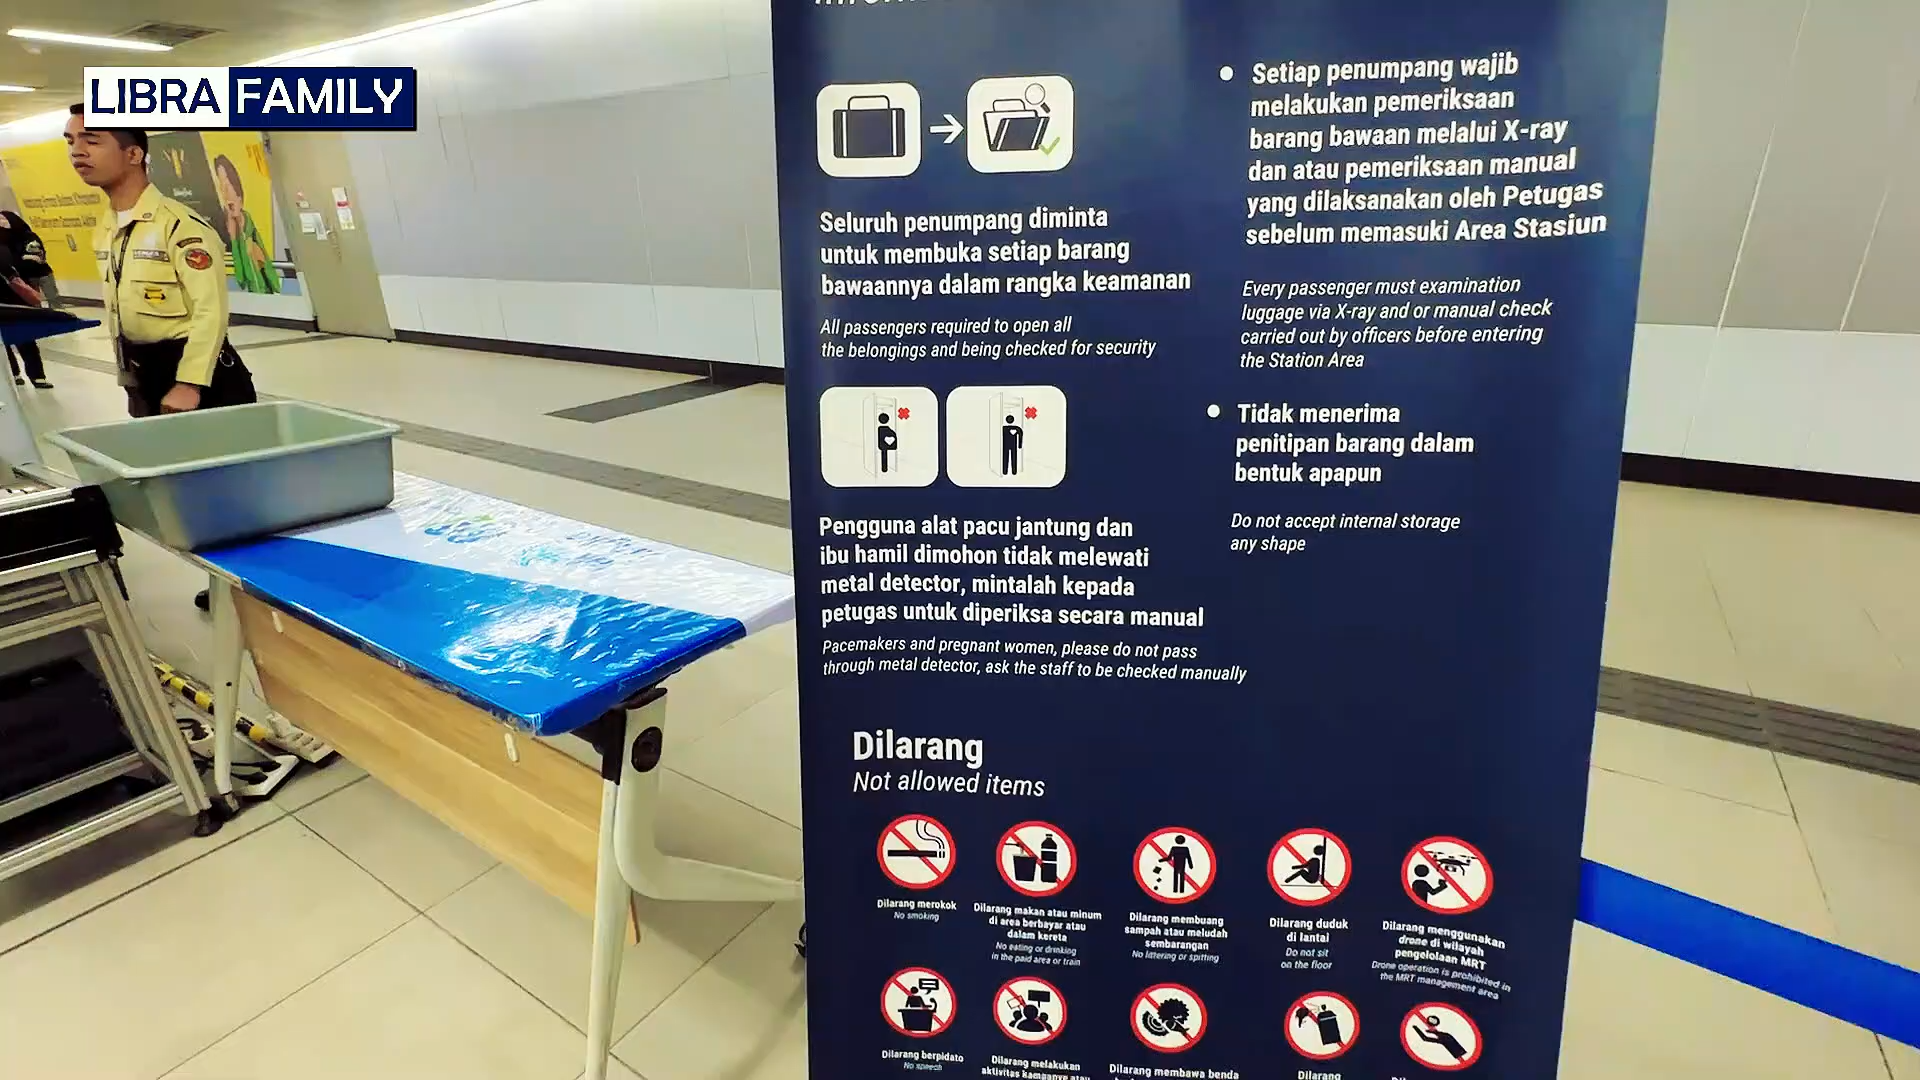 LIBRA FAMILY
Seluruh penumpang diminta
untuk membuka setiap barang
bawaannya dalam rangka keamanan
All passengers required to open all
the belongings and being checked for security
Pengguna alat pacu jantung dan
ibu hamil dimohon tidak melewati
metal detector, mintalah kepada
petugas untuk diperiksa secara manual
Pacemakers and pregnant women, please do not pass
through metal detector, ask the staff to be checked manually
Setiap penumpang wajib
melakukan pemeriksaan
barang bawaan melalui X-ray
dan atau pemeriksaan manual
yang dilaksanakan oleh Petugas
sebelum memasuki Area Stasiun
Every passenger must examination
luggage via X-ray and or manual check
carried out by officers before entering
the Station Area
Tidak menerima
penitipan barang dalam
bentuk apapun
Do not accept internal storage
any shape
Dilarang
Not allowed items
Dilarang merokok
No smoking
Dilarang makan atau minum
di area berbayar atau
dalam kereta
No eating or drinking
in the paid area or train
Dilarang membuang
sampah atau meludah
sembarangan
No littering or spitting
Dilarang duduk
di lantai
Do not sit
on the floor
Dilarang menggunakan
drone di wilayah
pengelolaan MRT
Drone operation is prohibited in
the MRT management area
Dilarang berpidato
No speech
Dilarang melakukan
aktivitas kampanye atau
Dilarang membawa benda
Dilarang